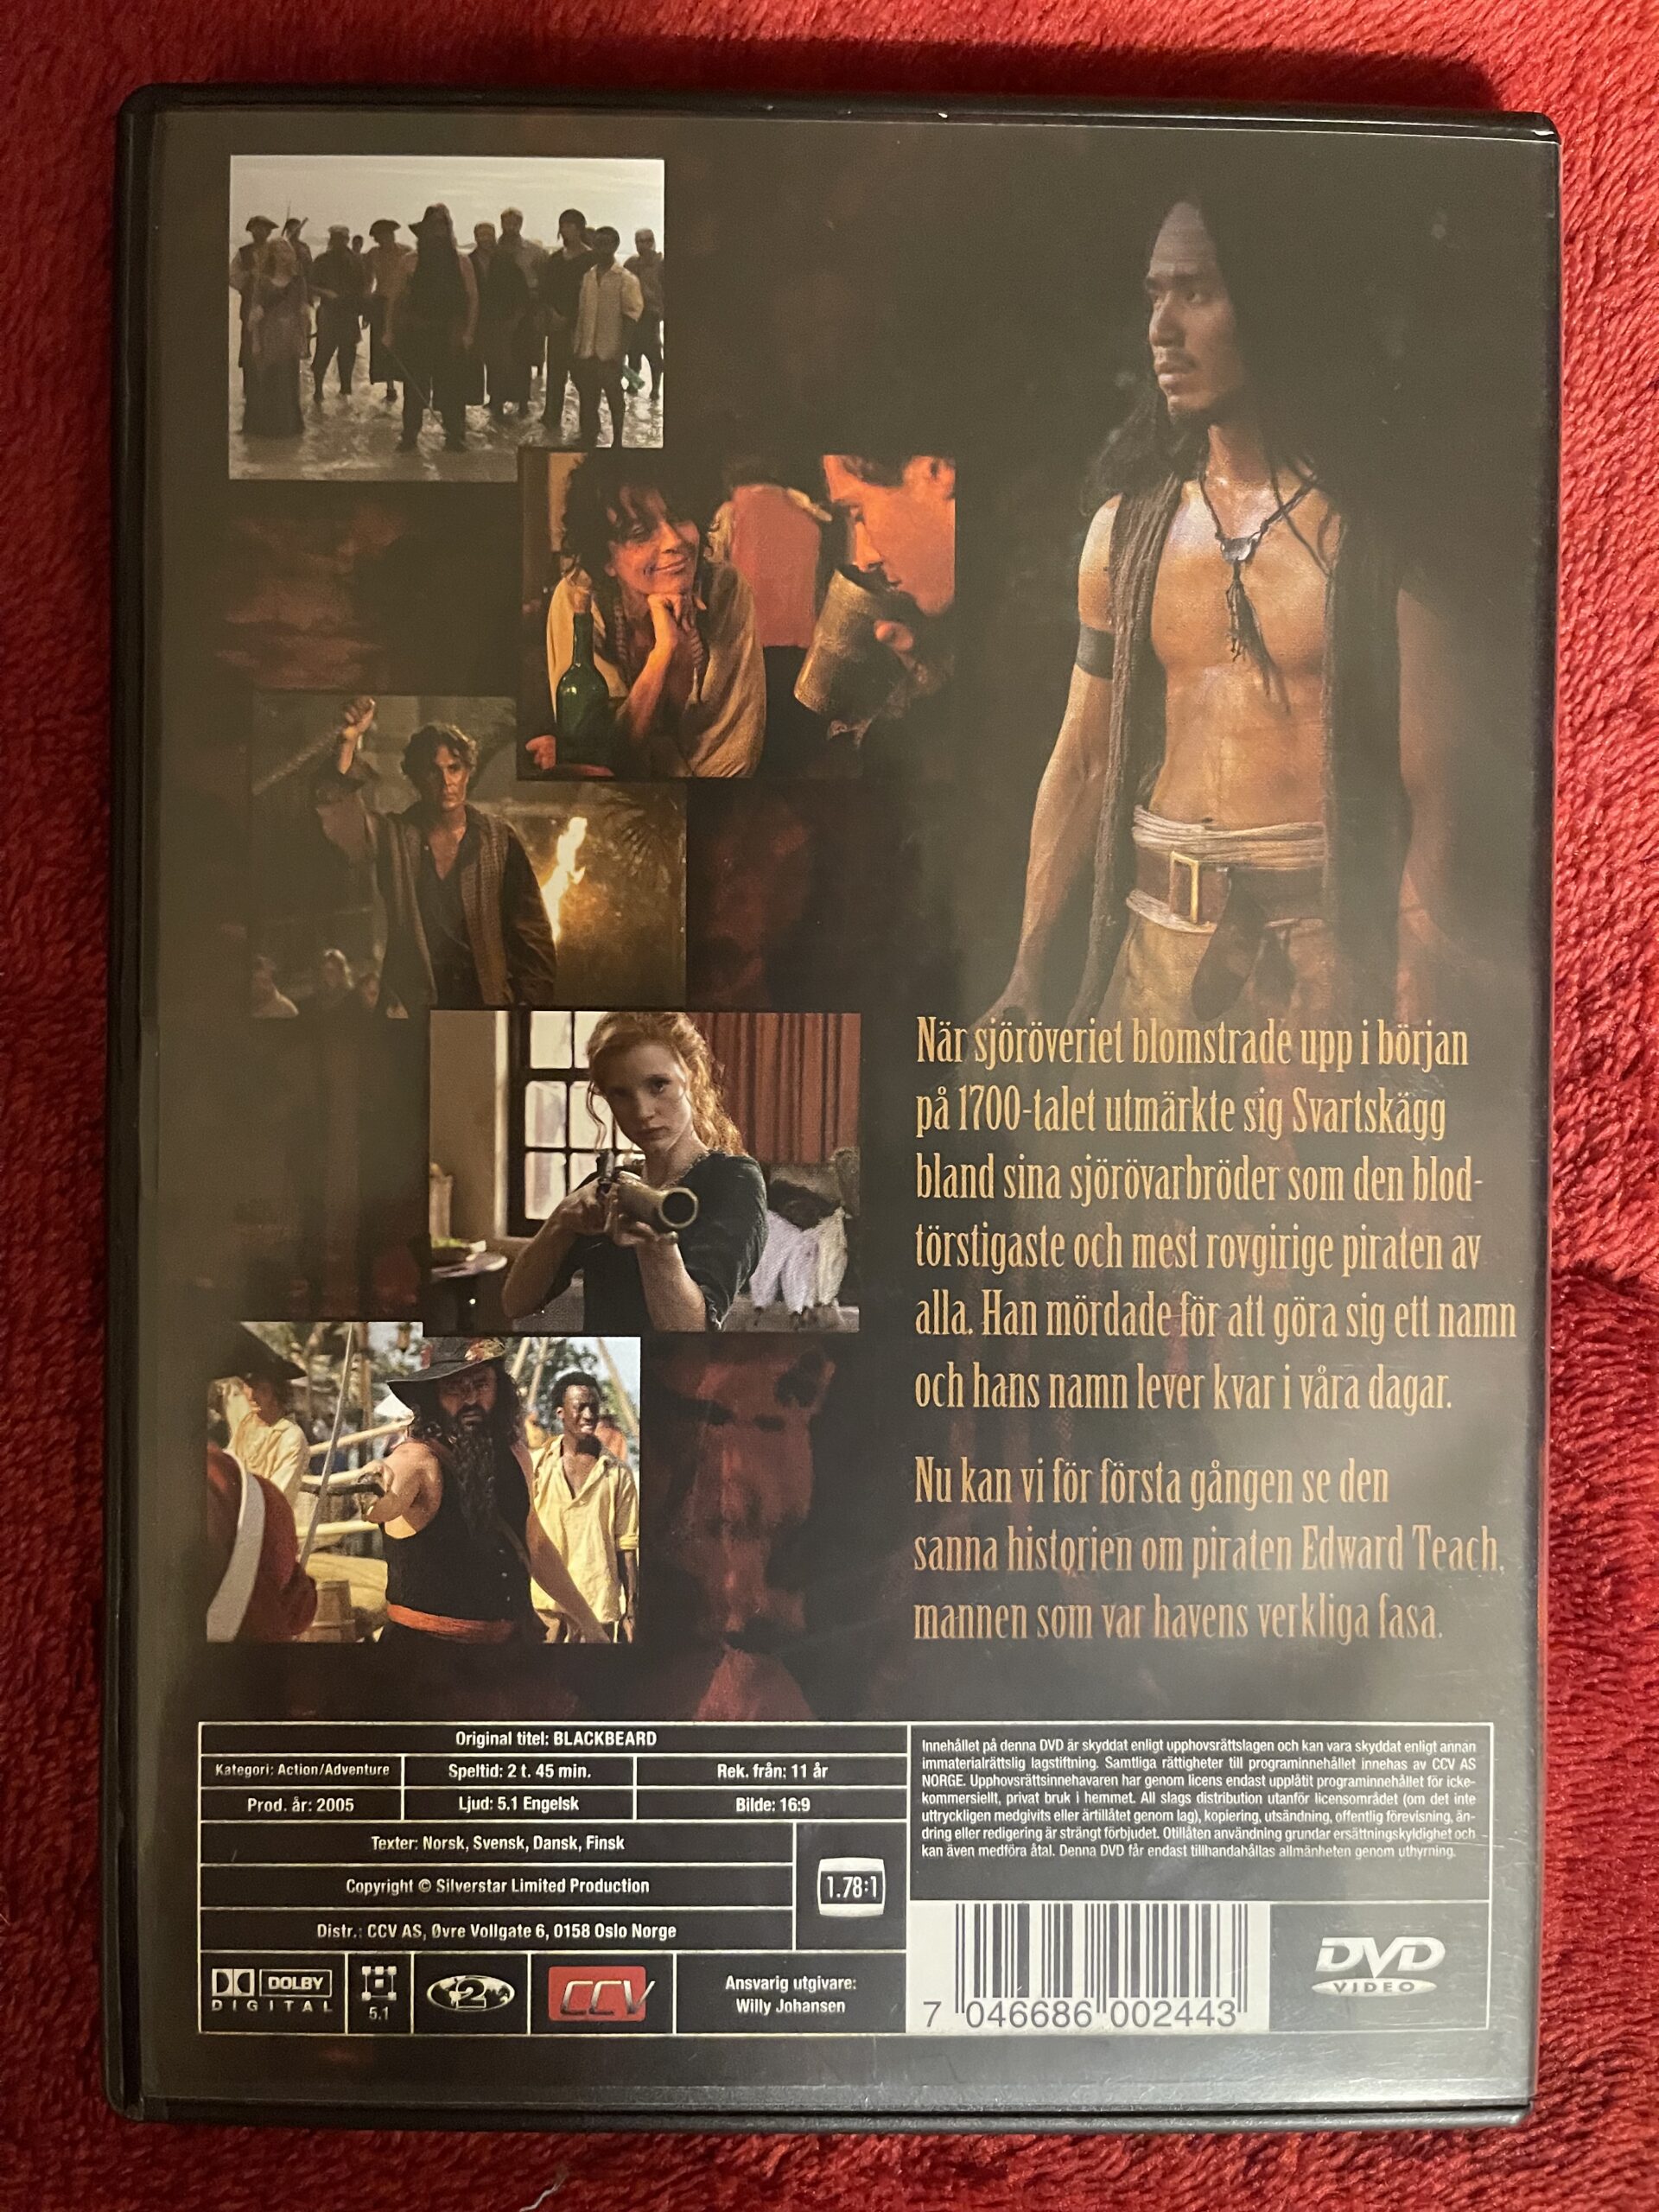 När sjöröveriet blomstrade upp i början
på 1700-talet utmärkte sig Svartskägg
bland sina sjörövarbröder som den blod-
törstigaste och mest rovgirige piraten av
alla. Han mördade för att göra sig ett namn
och hans namn lever kvar i våra dagar.
Nu kan vi för första gången se den
sanna historien om piraten Edward Teach,
mannen som var havens verkliga fasa.
Original titel: BLACKBEARD
Kategori: Action/Adventure
Speltid: 2 t. 45 min.
Rek. från: 11 år
Prod. år: 2005
Ljud: 5.1 Engelsk
Bilde: 16:9
Texter: Norsk, Svensk, Dansk, Finsk
Copyright © Silverstar Limited Production
1.78:1
Distr.: CCV AS, Øvre Vollgate 6, 0158 Oslo Norge
DOLBY
DIGITAL
5.1
2
CCV
Ansvarig utgivare:
Willy Johansen
Innehållet på denna DVD är skyddat enligt upphovsrättslagen och kan vara skyddat enligt annan
immaterialrättslig lagstiftning. Samtliga rättigheter till programinnehållet innehas av CCV AS
NORGE. Upphovsrättsinnehavaren har genom licens endast upplåtit programinnehållet för icke-
kommersiellt, privat bruk i hemmet. All slags distribution utanför licensområdet (om det inte
uttryckligen medgivits eller ärtillåtet genom lag), kopiering, utsändning, offentlig förevisning, än-
dring eller redigering är strängt förbjudet. Otillåten användning grundar ersättningskyldighet och
kan även medföra åtal. Denna DVD får endast tillhandahållas allmänheten genom uthyrning.
7 046686 002443
DVD
VIDEO